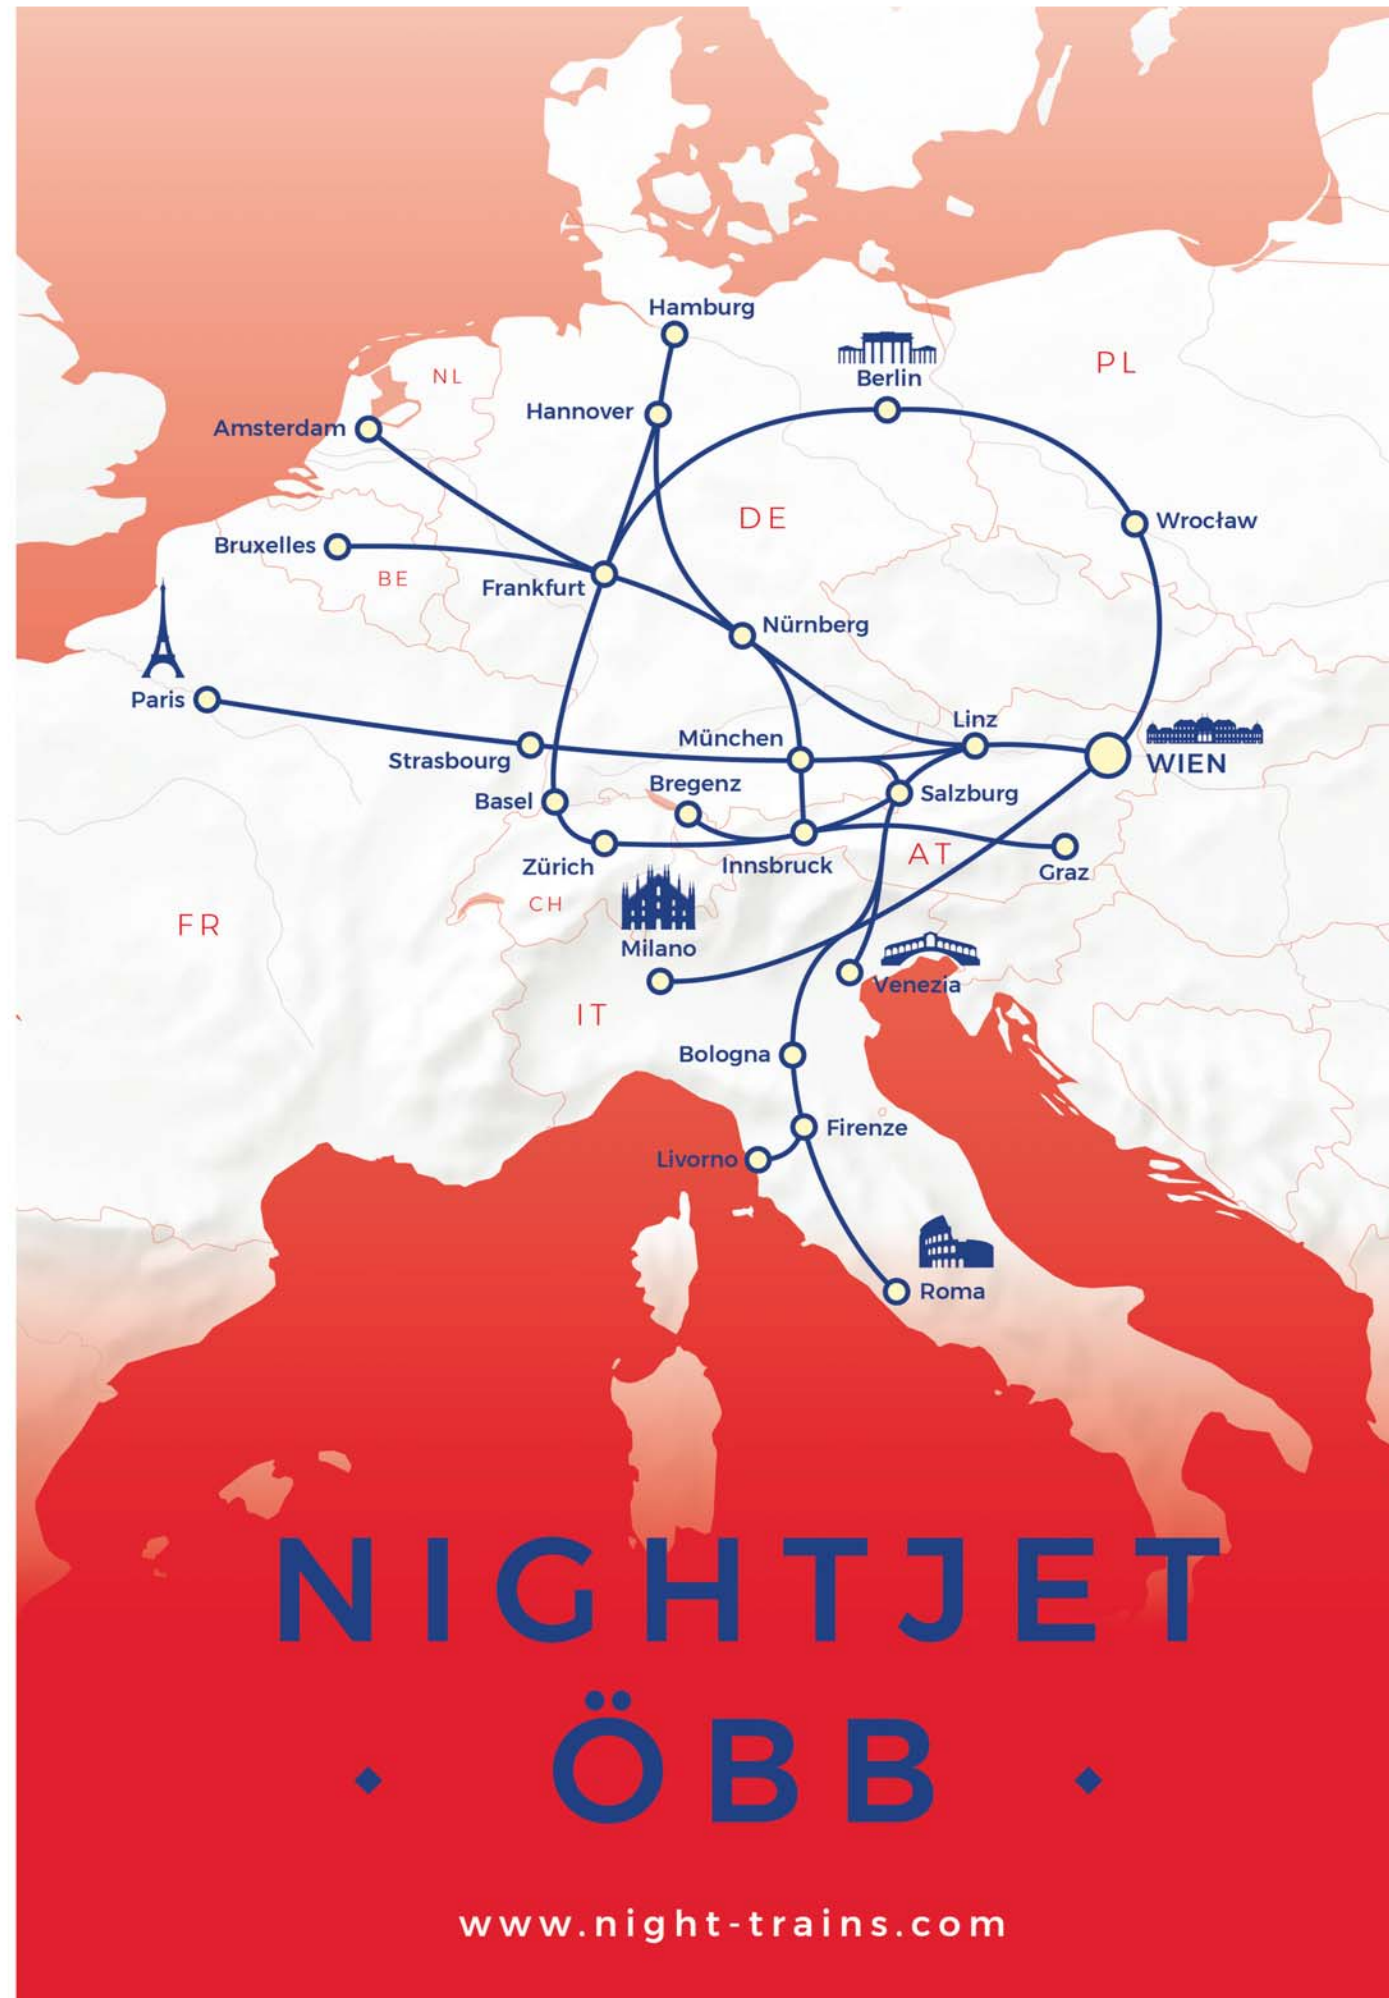 Hamburg
Berlin
PL
NL
Hannover
Amsterdam
DE
Wrocław
Bruxelles
BE
Frankfurt
Nürnberg
Paris
Linz
München
Strasbourg
WIEN
Bregenz
Basel
Salzburg
Zürich
Innsbruck
AT
Graz
CH
FR
Milano
Venezia
IT
Bologna
Firenze
Livorno
Roma
NIGHTJET
ÖBB
www.night-trains.com